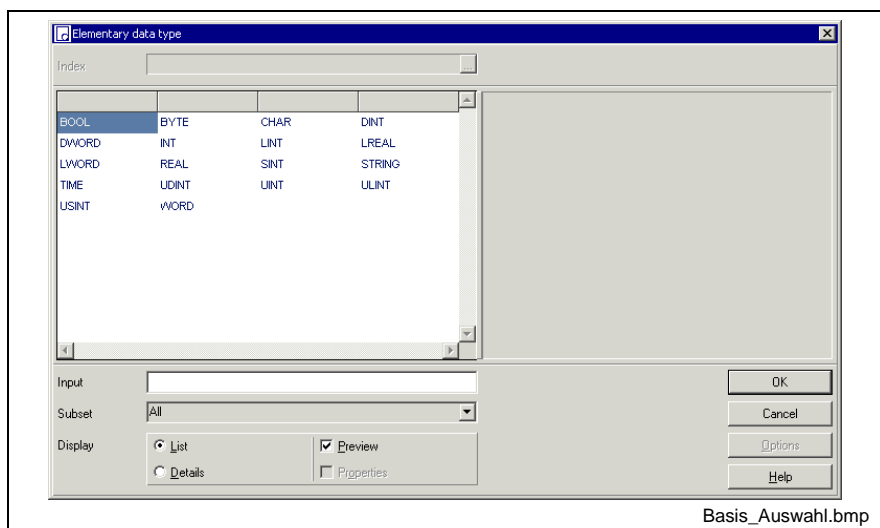 Elementary data type
Index ...
BOOL BYTE CHAR DINT
DWORD INT LINT LREAL
LWORD REAL SINT STRING
TIME UDINT UINT ULINT
USINT WORD
Input
Subset All
Display List Preview
Details Properties
OK
Cancel
Options
Help
Basis_Auswahl.bmp